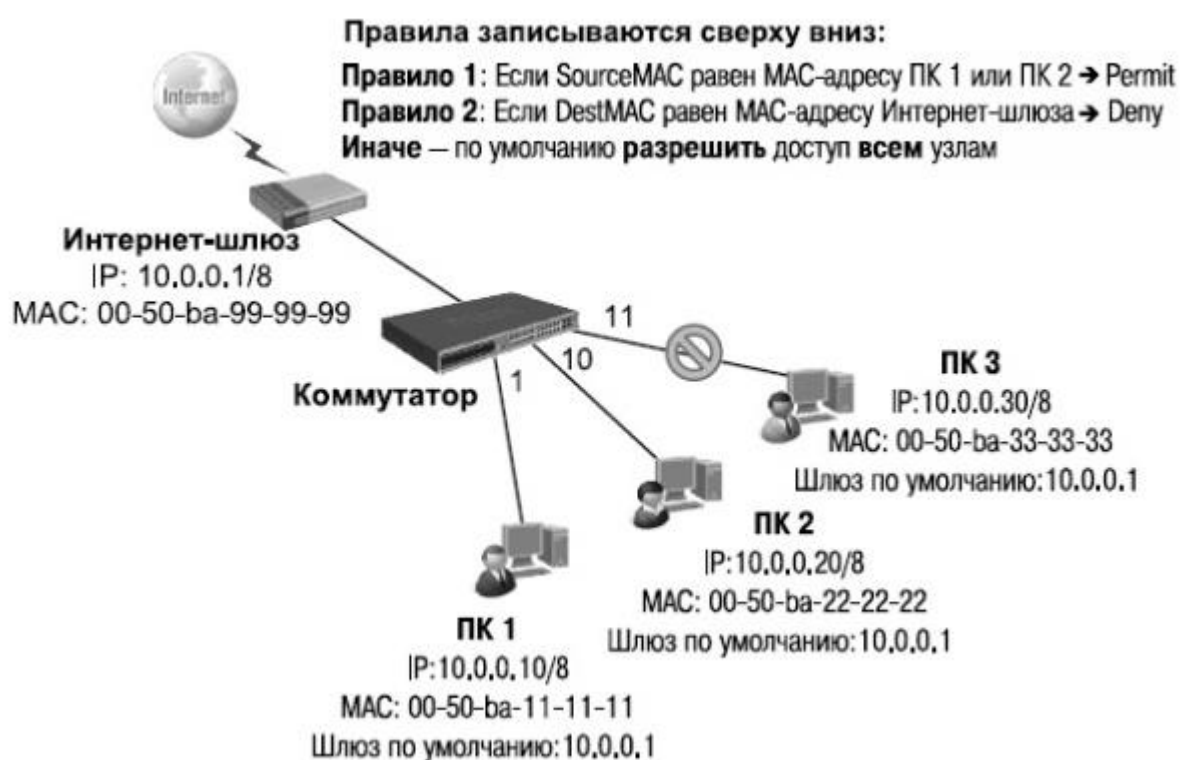 Правила записываются сверху вниз:
Правило 1: Если SourceMAC равен MAC-адресу ПК 1 или ПК 2 → Permit
Правило 2: Если DestMAC равен MAC-адресу Интернет-шлюза → Deny
Иначе – по умолчанию разрешить доступ всем узлам
Internet
Интернет-шлюз
IP: 10.0.0.1/8
MAC: 00-50-ba-99-99-99
Коммутатор
1
10
11
ПК 3
IP:10.0.0.30/8
MAC: 00-50-ba-33-33-33
Шлюз по умолчанию:10.0.0.1
ПК 2
IP:10.0.0.20/8
MAC: 00-50-ba-22-22-22
Шлюз по умолчанию:10.0.0.1
ПК 1
IP:10.0.0.10/8
MAC: 00-50-ba-11-11-11
Шлюз по умолчанию:10.0.0.1